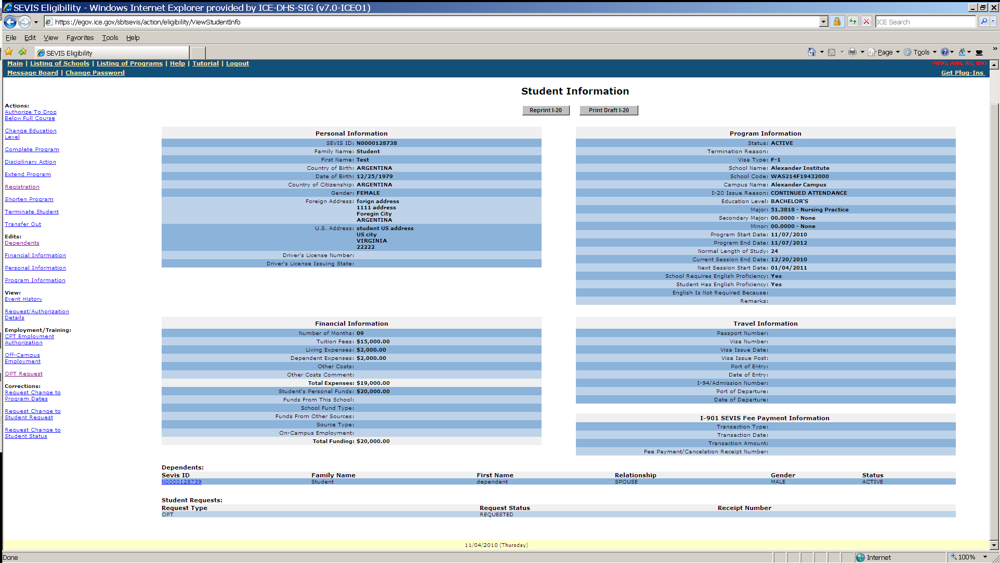 SEVIS Eligibility - Windows Internet Explorer provided by ICE-DHS-SIG (v7.0-ICEO1)
https://egov.ice.gov/sbtsevis/action/eligibility/ViewStudentInfo
ICE Search
File Edit View Favorites Tools Help
SEVIS Eligibility
Page Tools
Main | Listing of Schools | Listing of Programs | Help | Tutorial | Logout
PDSO, ARO, RO, DSO
Message Board | Change Password
Get Plug-Ins
Student Information
Reprint I-20 Print Draft I-20
Actions:
Authorize To Drop
Below Full Course
Change Education
Level
Complete Program
Disciplinary Action
Extend Program
Registration
Shorten Program
Terminate Student
Transfer Out
Edits:
Dependents
Financial Information
Personal Information
Program Information
View:
Event History
Request/Authorization
Details
Employment/Training:
CPT Employment
Authorization
Off-Campus
Employment
OPT Request
Corrections:
Request Change to
Program Dates
Request Change to
Student Request
Request Change to
Student Status
Personal Information
SEVIS ID: N0000128738
Family Name: Student
First Name: Test
Country of Birth: ARGENTINA
Date of Birth: 12/25/1979
Country of Citizenship: ARGENTINA
Gender: FEMALE
Foreign Address: forign address
1111 address
Foregin City
ARGENTINA
U.S. Address: student US address
US city
VIRGINIA
22222
Driver's License Number:
Driver's License Issuing State:
Program Information
Status: ACTIVE
Termination Reason:
Visa Type: F-1
School Name: Alexander Institute
School Code: WAS214F19432000
Campus Name: Alexander Campus
I-20 Issue Reason: CONTINUED ATTENDANCE
Education Level: BACHELOR'S
Major: 51.3818 - Nursing Practice
Secondary Major: 00.0000 - None
Minor: 00.0000 - None
Program Start Date: 11/07/2010
Program End Date: 11/07/2012
Normal Length of Study: 24
Current Session End Date: 12/20/2010
Next Session Start Date: 01/04/2011
School Requires English Proficiency: Yes
Student Has English Proficiency: Yes
English Is Not Required Because:
Remarks:
Financial Information
Number of Months: 09
Tuition Fees: $15,000.00
Living Expenses: $2,000.00
Dependent Expenses: $2,000.00
Other Costs:
Other Costs Comment:
Total Expenses: $19,000.00
Student's Personal Funds: $20,000.00
Funds From This School:
School Fund Type:
Funds From Other Sources:
Source Type:
On-Campus Employment:
Total Funding: $20,000.00
Travel Information
Passport Number:
Visa Number:
Visa Issue Date:
Visa Issue Post:
Port of Entry:
Date of Entry:
I-94/Admission Number:
Port of Departure:
Date of Departure:
I-901 SEVIS Fee Payment Information
Transaction Type:
Transaction Date:
Transaction Amount:
Fee Payment/Cancelation Receipt Number:
Dependents:
Sevis ID Family Name First Name Relationship Gender Status
N0000128739 Student dependent SPOUSE MALE ACTIVE
Student Requests:
Request Type Request Status Receipt Number
OPT REQUESTED
11/04/2010 (Thursday)
Done Internet 100%